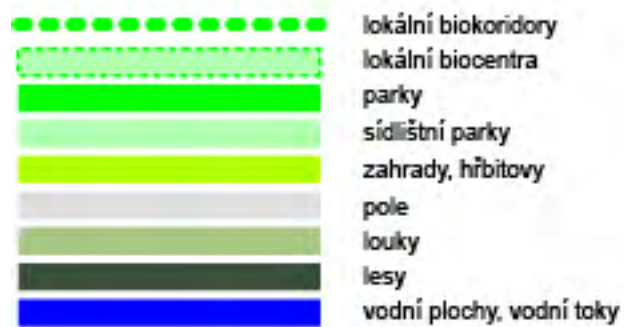 lokální biokoridory
lokální biocentra
parky
sídlištní parky
zahrady, hřbitovy
pole
louky
lesy
vodní plochy, vodní toky